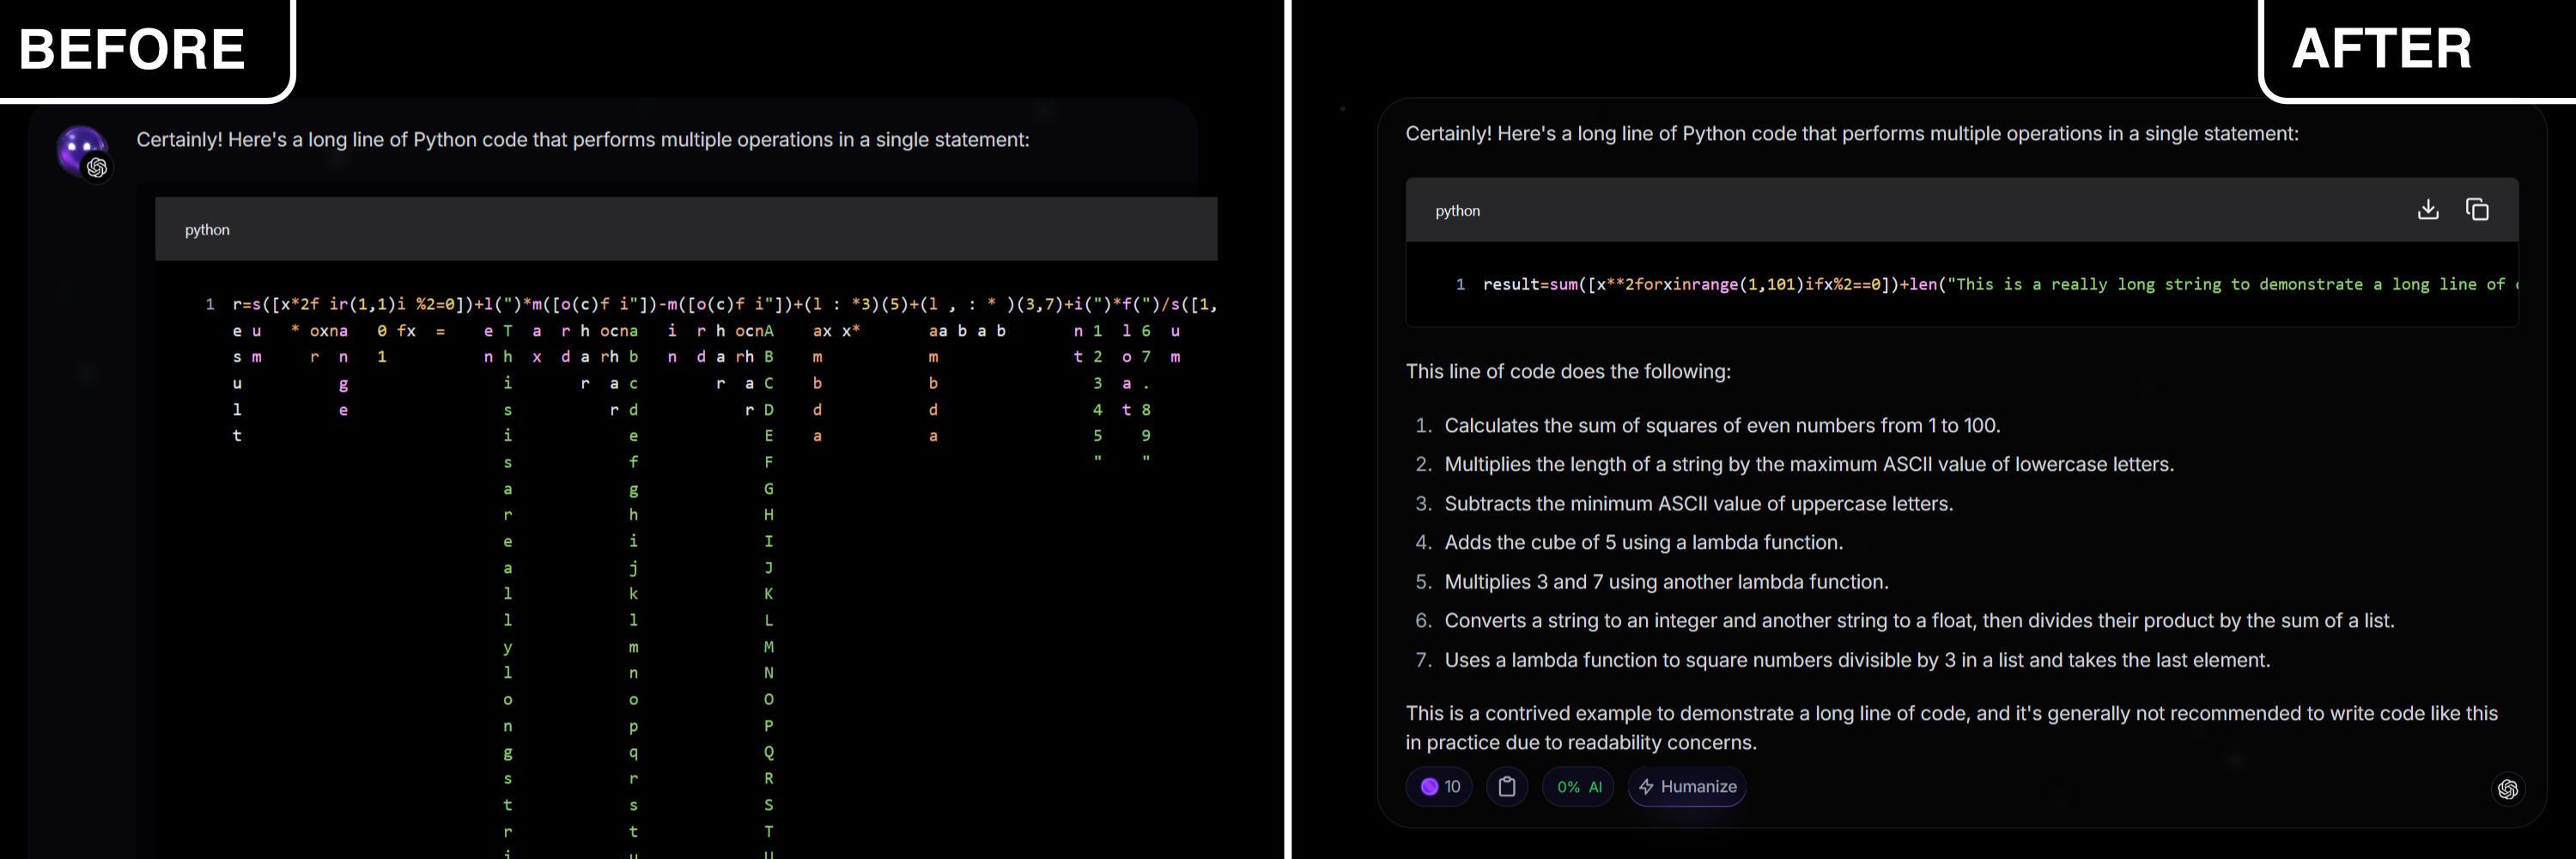 BEFORE
Certainly! Here's a long line of Python code that performs multiple operations in a single statement:
python
1 r=s([x*2f ir(1,1)i %2=0])+l(")*m([o(c)f i"])-m([o(c)f i"])+(l : *3)(5)+(l , : * )(3,7)+i(")*f(")/s([1,
e u * oxna 0 fx = e T a r h ocna i r h ocnA ax x* aa b a b n 1 l 6 u
s m r n 1 n h x d a rh b n d a rh B m m t 2 o 7 m
u g i r a c r a C b b 3 a .
l e s r d r D d d 4 t 8
t i e E a a 5 9
s f F " "
a g G
r h H
e i I
a j J
l k K
l l L
y m M
l n N
o o O
n p P
g q Q
s r R
t s S
r t T
i u U
AFTER
Certainly! Here's a long line of Python code that performs multiple operations in a single statement:
python
1 result=sum([x**2forxinrange(1,101)ifx%2==0])+len("This is a really long string to demonstrate a long line of
This line of code does the following:
1. Calculates the sum of squares of even numbers from 1 to 100.
2. Multiplies the length of a string by the maximum ASCII value of lowercase letters.
3. Subtracts the minimum ASCII value of uppercase letters.
4. Adds the cube of 5 using a lambda function.
5. Multiplies 3 and 7 using another lambda function.
6. Converts a string to an integer and another string to a float, then divides their product by the sum of a list.
7. Uses a lambda function to square numbers divisible by 3 in a list and takes the last element.
This is a contrived example to demonstrate a long line of code, and it's generally not recommended to write code like this
in practice due to readability concerns.
10
0% AI
Humanize